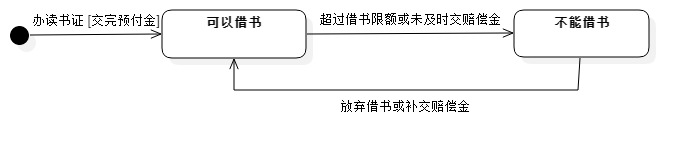 办读书证 [交完预付金]
可以借书
超过借书限额或未及时交赔偿金
不能借书
放弃借书或补交赔偿金